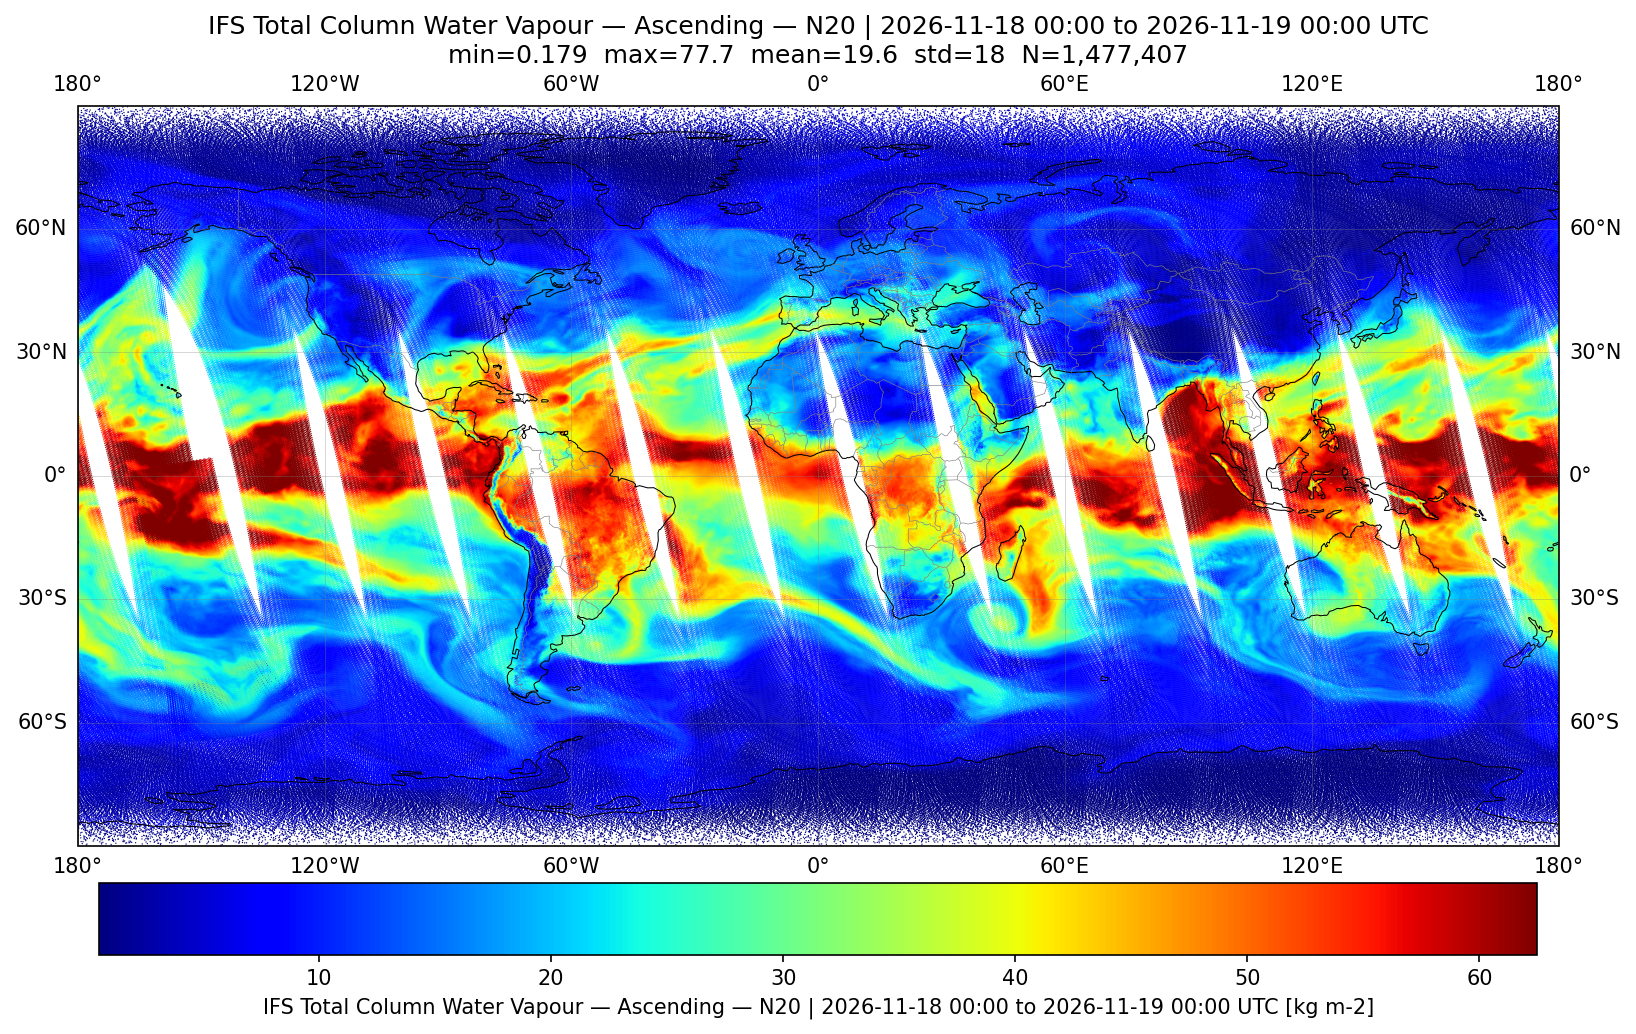 IFS Total Column Water Vapour — Ascending — N20 | 2026-11-18 00:00 to 2026-11-19 00:00 UTC
min=0.179 max=77.7 mean=19.6 std=18 N=1,477,407
180° 120°W 60°W 0° 60°E 120°E 180°
60°N 60°N
30°N 30°N
0° 0°
30°S 30°S
60°S 60°S
180° 120°W 60°W 0° 60°E 120°E 180°
10 20 30 40 50 60
IFS Total Column Water Vapour — Ascending — N20 | 2026-11-18 00:00 to 2026-11-19 00:00 UTC [kg m-2]